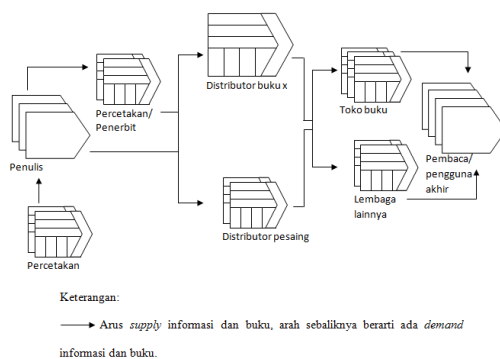 Distributor buku x
Percetakan/
Penerbit
Toko buku
Penulis
Pembaca/
pengguna
akhir
Lembaga
lainnya
Distributor pesaing
Percetakan
Keterangan:
Arus supply informasi dan buku, arah sebaliknya berarti ada demand
informasi dan buku.